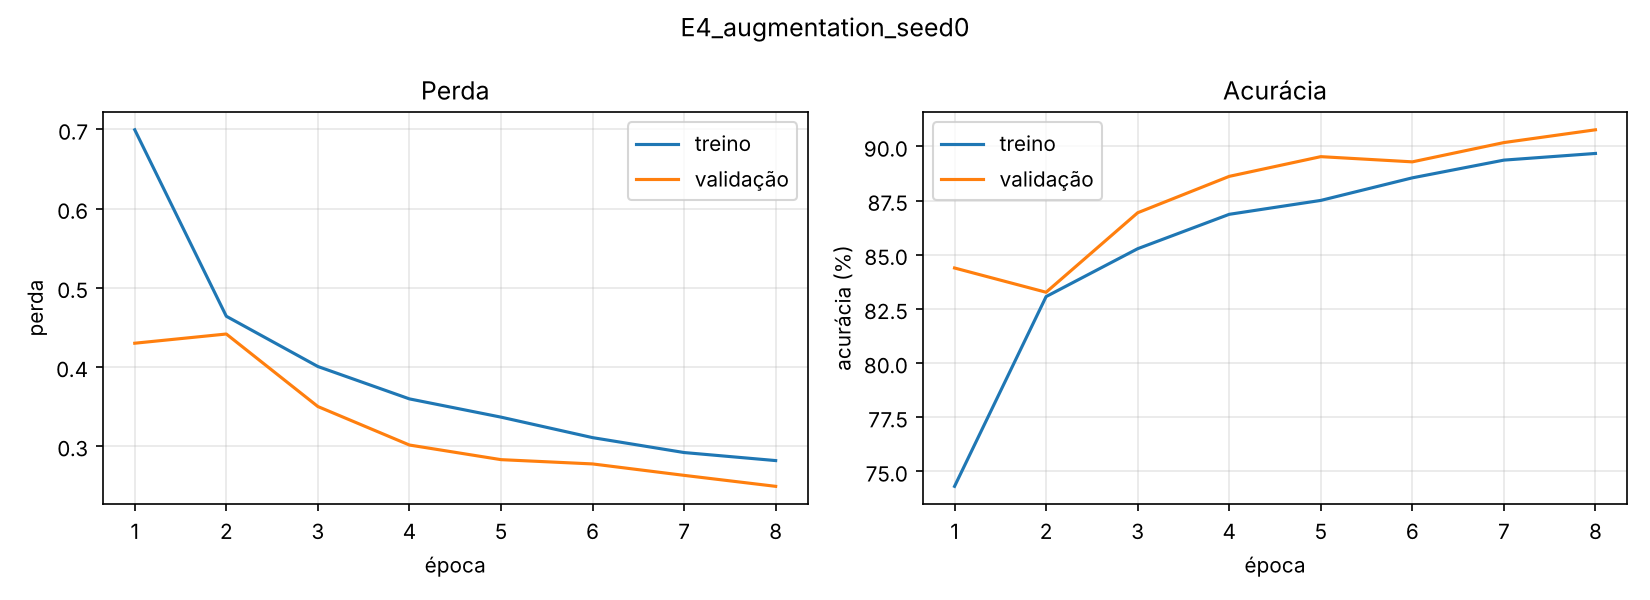 E4_augmentation_seed0
Perda
0.7
0.6
0.5
0.4
0.3
perda
1 2 3 4 5 6 7 8
época
treino
validação
Acurácia
90.0
87.5
85.0
82.5
80.0
77.5
75.0
acurácia (%)
1 2 3 4 5 6 7 8
época
treino
validação